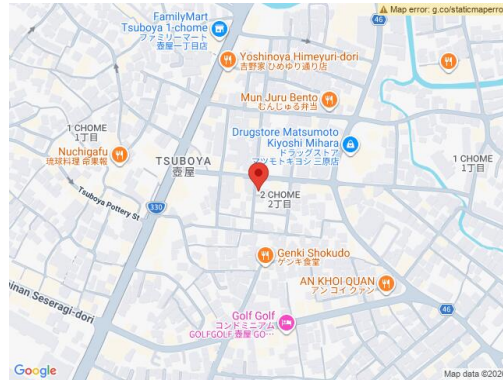 Map error: g.co/staticmaperro
46
FamilyMart
Tsuboya 1-chome
ファミリーマート
壺屋一丁目店
Yoshinoya Himeyuri-dori
吉野家 ひめゆり通り店
Mun Juru Bento
むんじゅる弁当
1 CHOME
1丁目
Drugstore Matsumoto
Kiyoshi Mihara
ドラッグストア
マツモトキヨシ 三原店
Nuchigafu
琉球料理 命果報
TSUBOYA
壺屋
1 CHOME
1丁目
2 CHOME
2丁目
Tsuboya Pottery St
330
Genki Shokudo
ゲンキ食堂
AN KHOI QUAN
アン コイ クァン
ninan Seseragi-dori
Golf Golf
コンドミニアム
GOLFGOLF 壺屋 GO…
46
Google
Map data ©2026